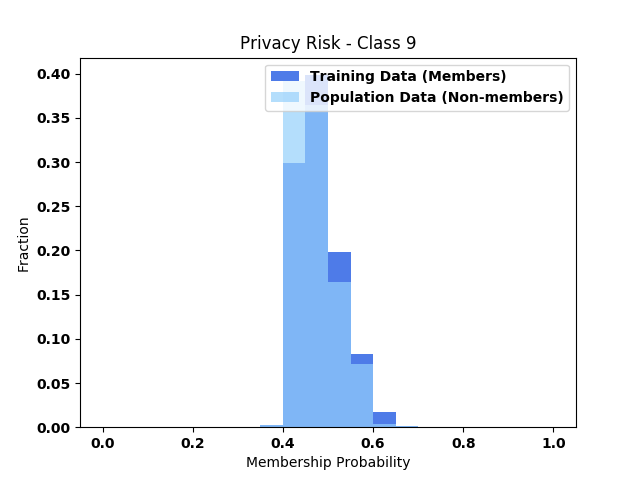 Privacy Risk - Class 9
Training Data (Members)
Population Data (Non-members)
Fraction
0.40
0.35
0.30
0.25
0.20
0.15
0.10
0.05
0.00
0.0 0.2 0.4 0.6 0.8 1.0
Membership Probability